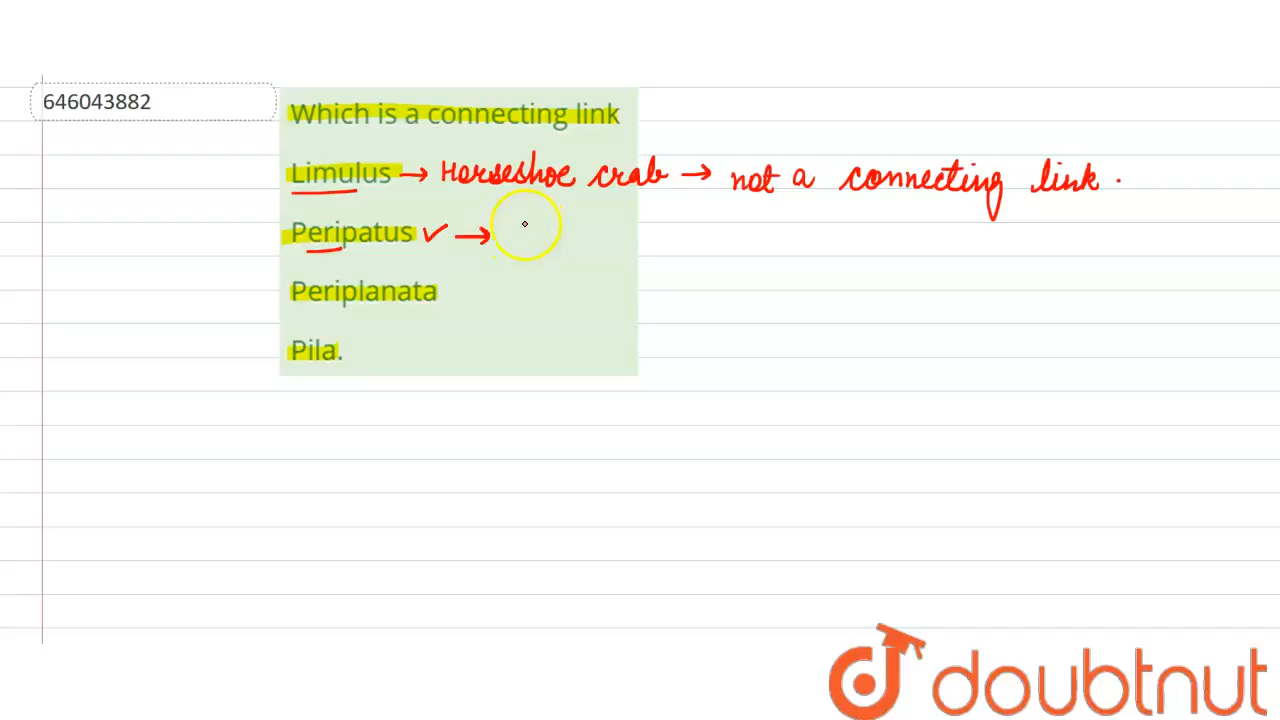 646043882
Which is a connecting link
Limulus → Horseshoe crab → not a connecting link.
Peripatus ✓ →
Periplanata
Pila.
doubtnut